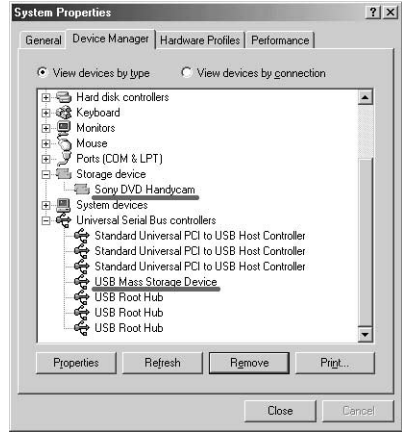 System Properties
General Device Manager Hardware Profiles Performance
View devices by type View devices by connection
Hard disk controllers
Keyboard
Monitors
Mouse
Ports (COM & LPT)
Storage device
Sony DVD Handycam
System devices
Universal Serial Bus controllers
Standard Universal PCI to USB Host Controller
Standard Universal PCI to USB Host Controller
Standard Universal PCI to USB Host Controller
USB Mass Storage Device
USB Root Hub
USB Root Hub
USB Root Hub
Properties Refresh Remove Print...
Close Cancel